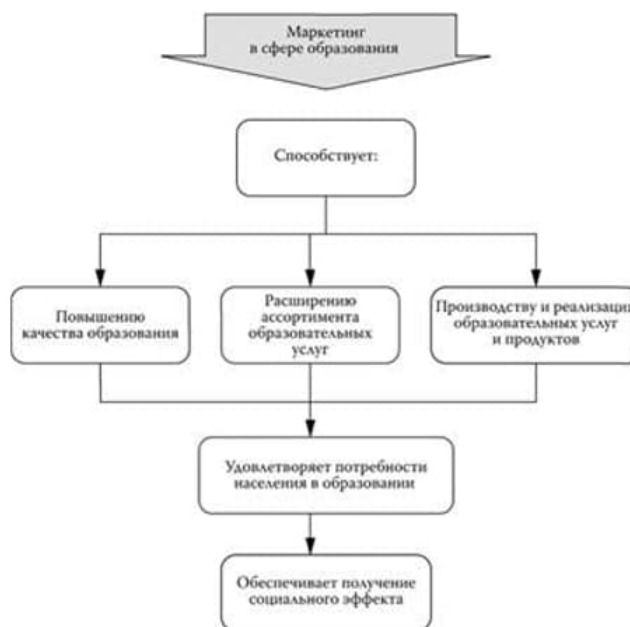 Маркетинг
в сфере образования
Способствует:
Повышению
качества образования
Расширению
ассортимента
образовательных
услуг
Производству и реализации
образовательных услуг
и продуктов
Удовлетворяет потребности
населения в образовании
Обеспечивает получение
социального эффекта